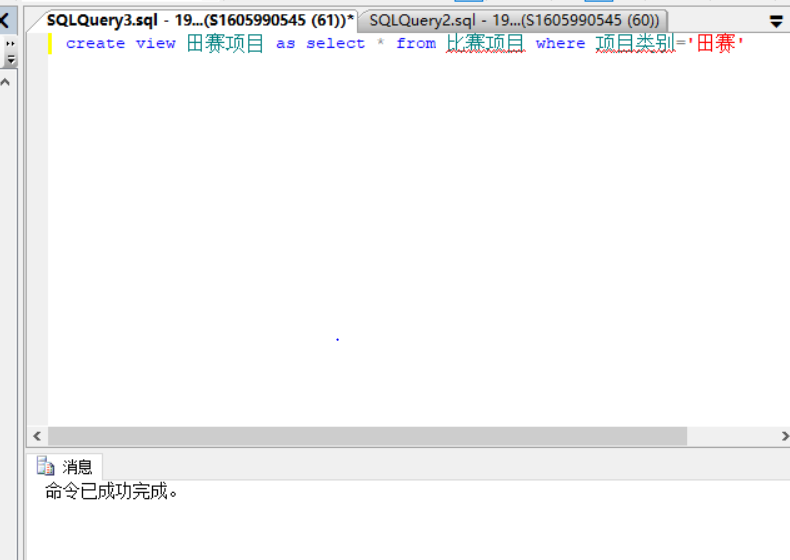 SQLQuery3.sql - 19...(S1605990545 (61))* SQLQuery2.sql - 19...(S1605990545 (60))
create view 田赛项目 as select * from 比赛项目 where 项目类别='田赛'
消息
命令已成功完成。